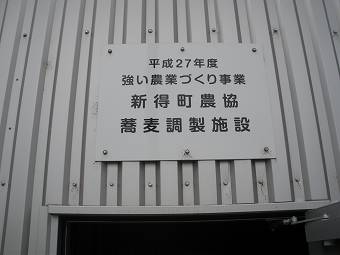 平成27年度
強い農業づくり事業
新得町農協
蕎麦調製施設